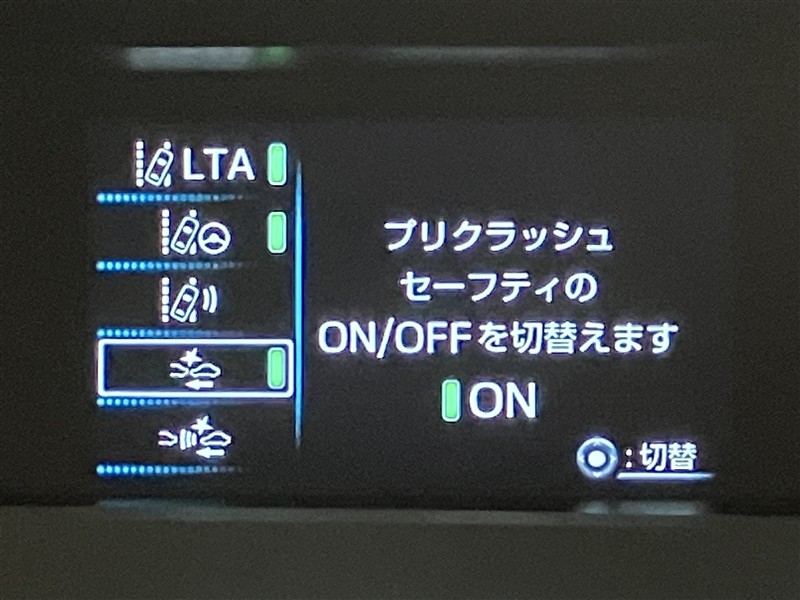 LTA
プリクラッシュ
セーフティの
ON/OFFを切替えます
ON
:切替